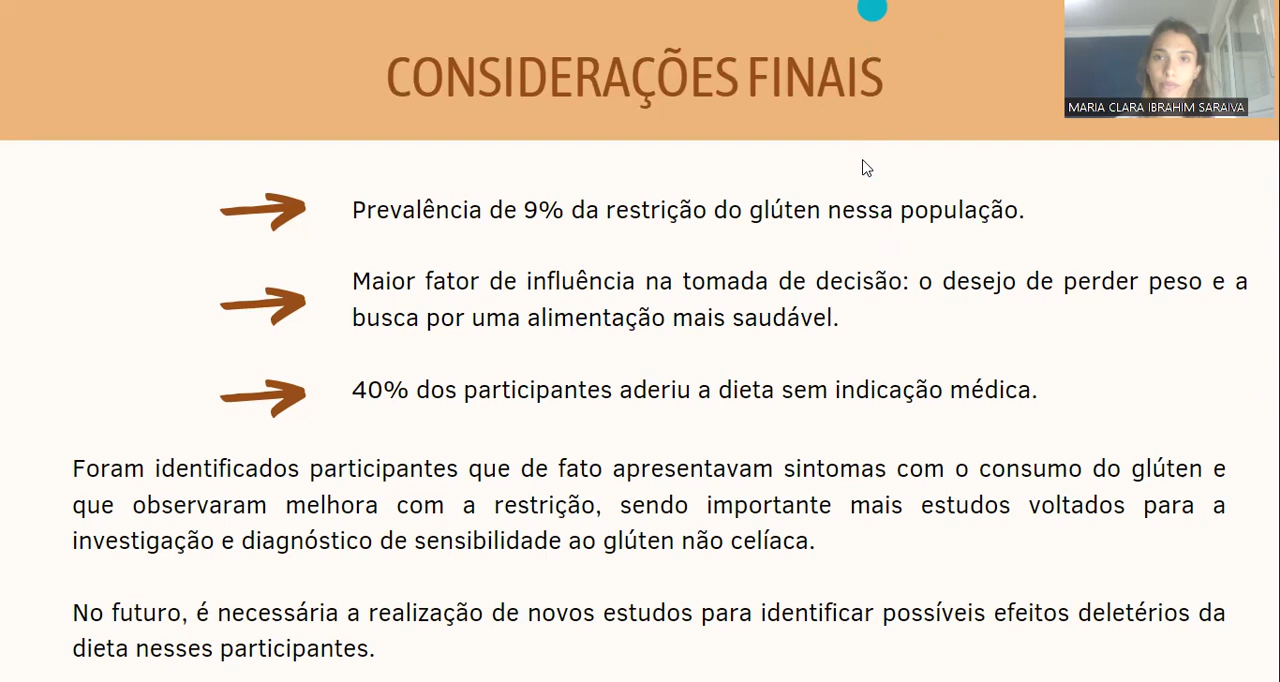 CONSIDERAÇÕES FINAIS
MARIA CLARA IBRAHIM SARAIVA
Prevalência de 9% da restrição do glúten nessa população.
Maior fator de influência na tomada de decisão: o desejo de perder peso e a
busca por uma alimentação mais saudável.
40% dos participantes aderiu a dieta sem indicação médica.
Foram identificados participantes que de fato apresentavam sintomas com o consumo do glúten e
que observaram melhora com a restrição, sendo importante mais estudos voltados para a
investigação e diagnóstico de sensibilidade ao glúten não celíaca.
No futuro, é necessária a realização de novos estudos para identificar possíveis efeitos deletérios da
dieta nesses participantes.